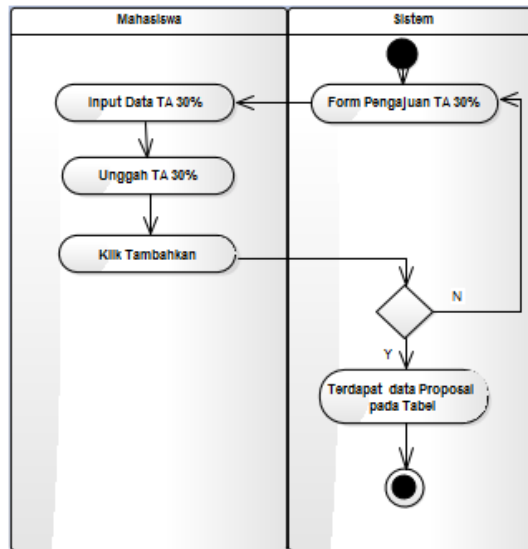 Mahasiswa
Sistem
Input Data TA 30%
Form Pengajuan TA 30%
Unggah TA 30%
Klik Tambahkan
N
Y
Terdapat data Proposal
pada Tabel